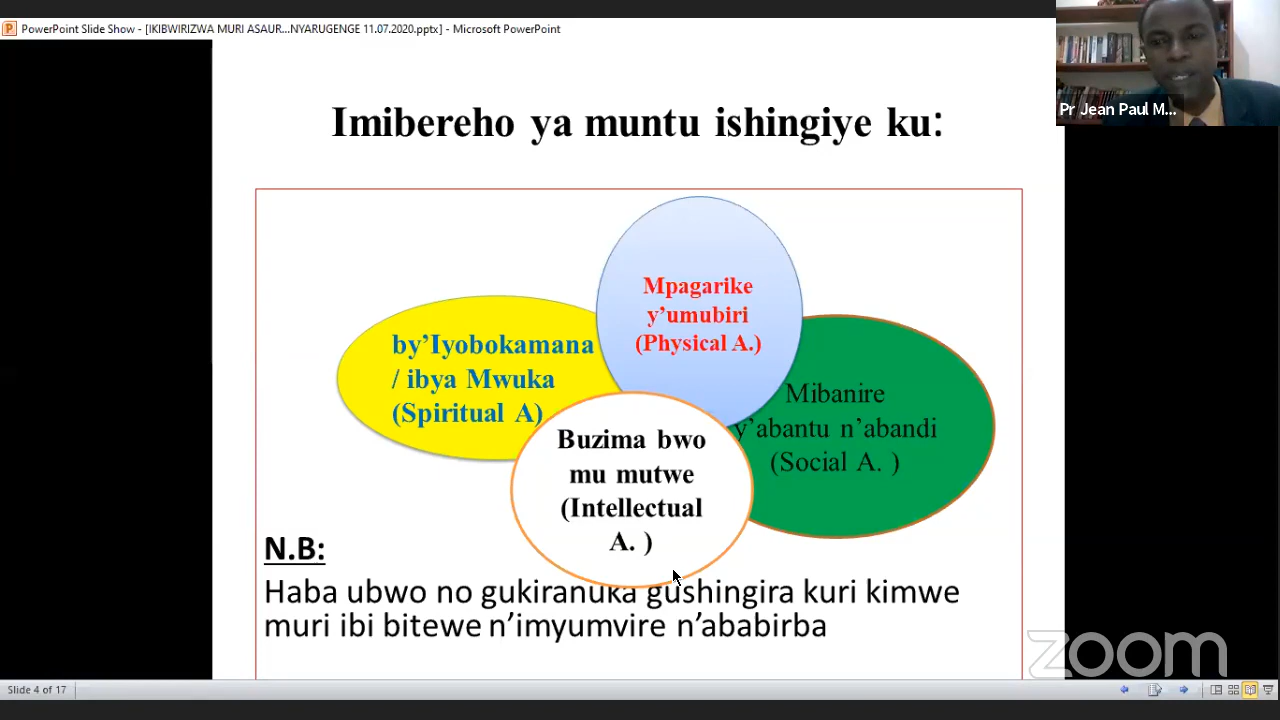 PowerPoint Slide Show - [IKIBWIRIZWA MURI ASAUR...NYARUGENGE 11.07.2020.pptx] - Microsoft PowerPoint
Pr Jean Paul M...
Imibereho ya muntu ishingiye ku:
Mpagarike
y’umubiri
(Physical A.)
by’Iyobokamana
/ ibya Mwuka
(Spiritual A)
Mibanire
y’abantu n’abandi
(Social A. )
Buzima bwo
mu mutwe
(Intellectual
A. )
N.B:
Haba ubwo no gukiranuka gushingira kuri kimwe
muri ibi bitewe n’imyumvire n’ababirba
zoom
Slide 4 of 17